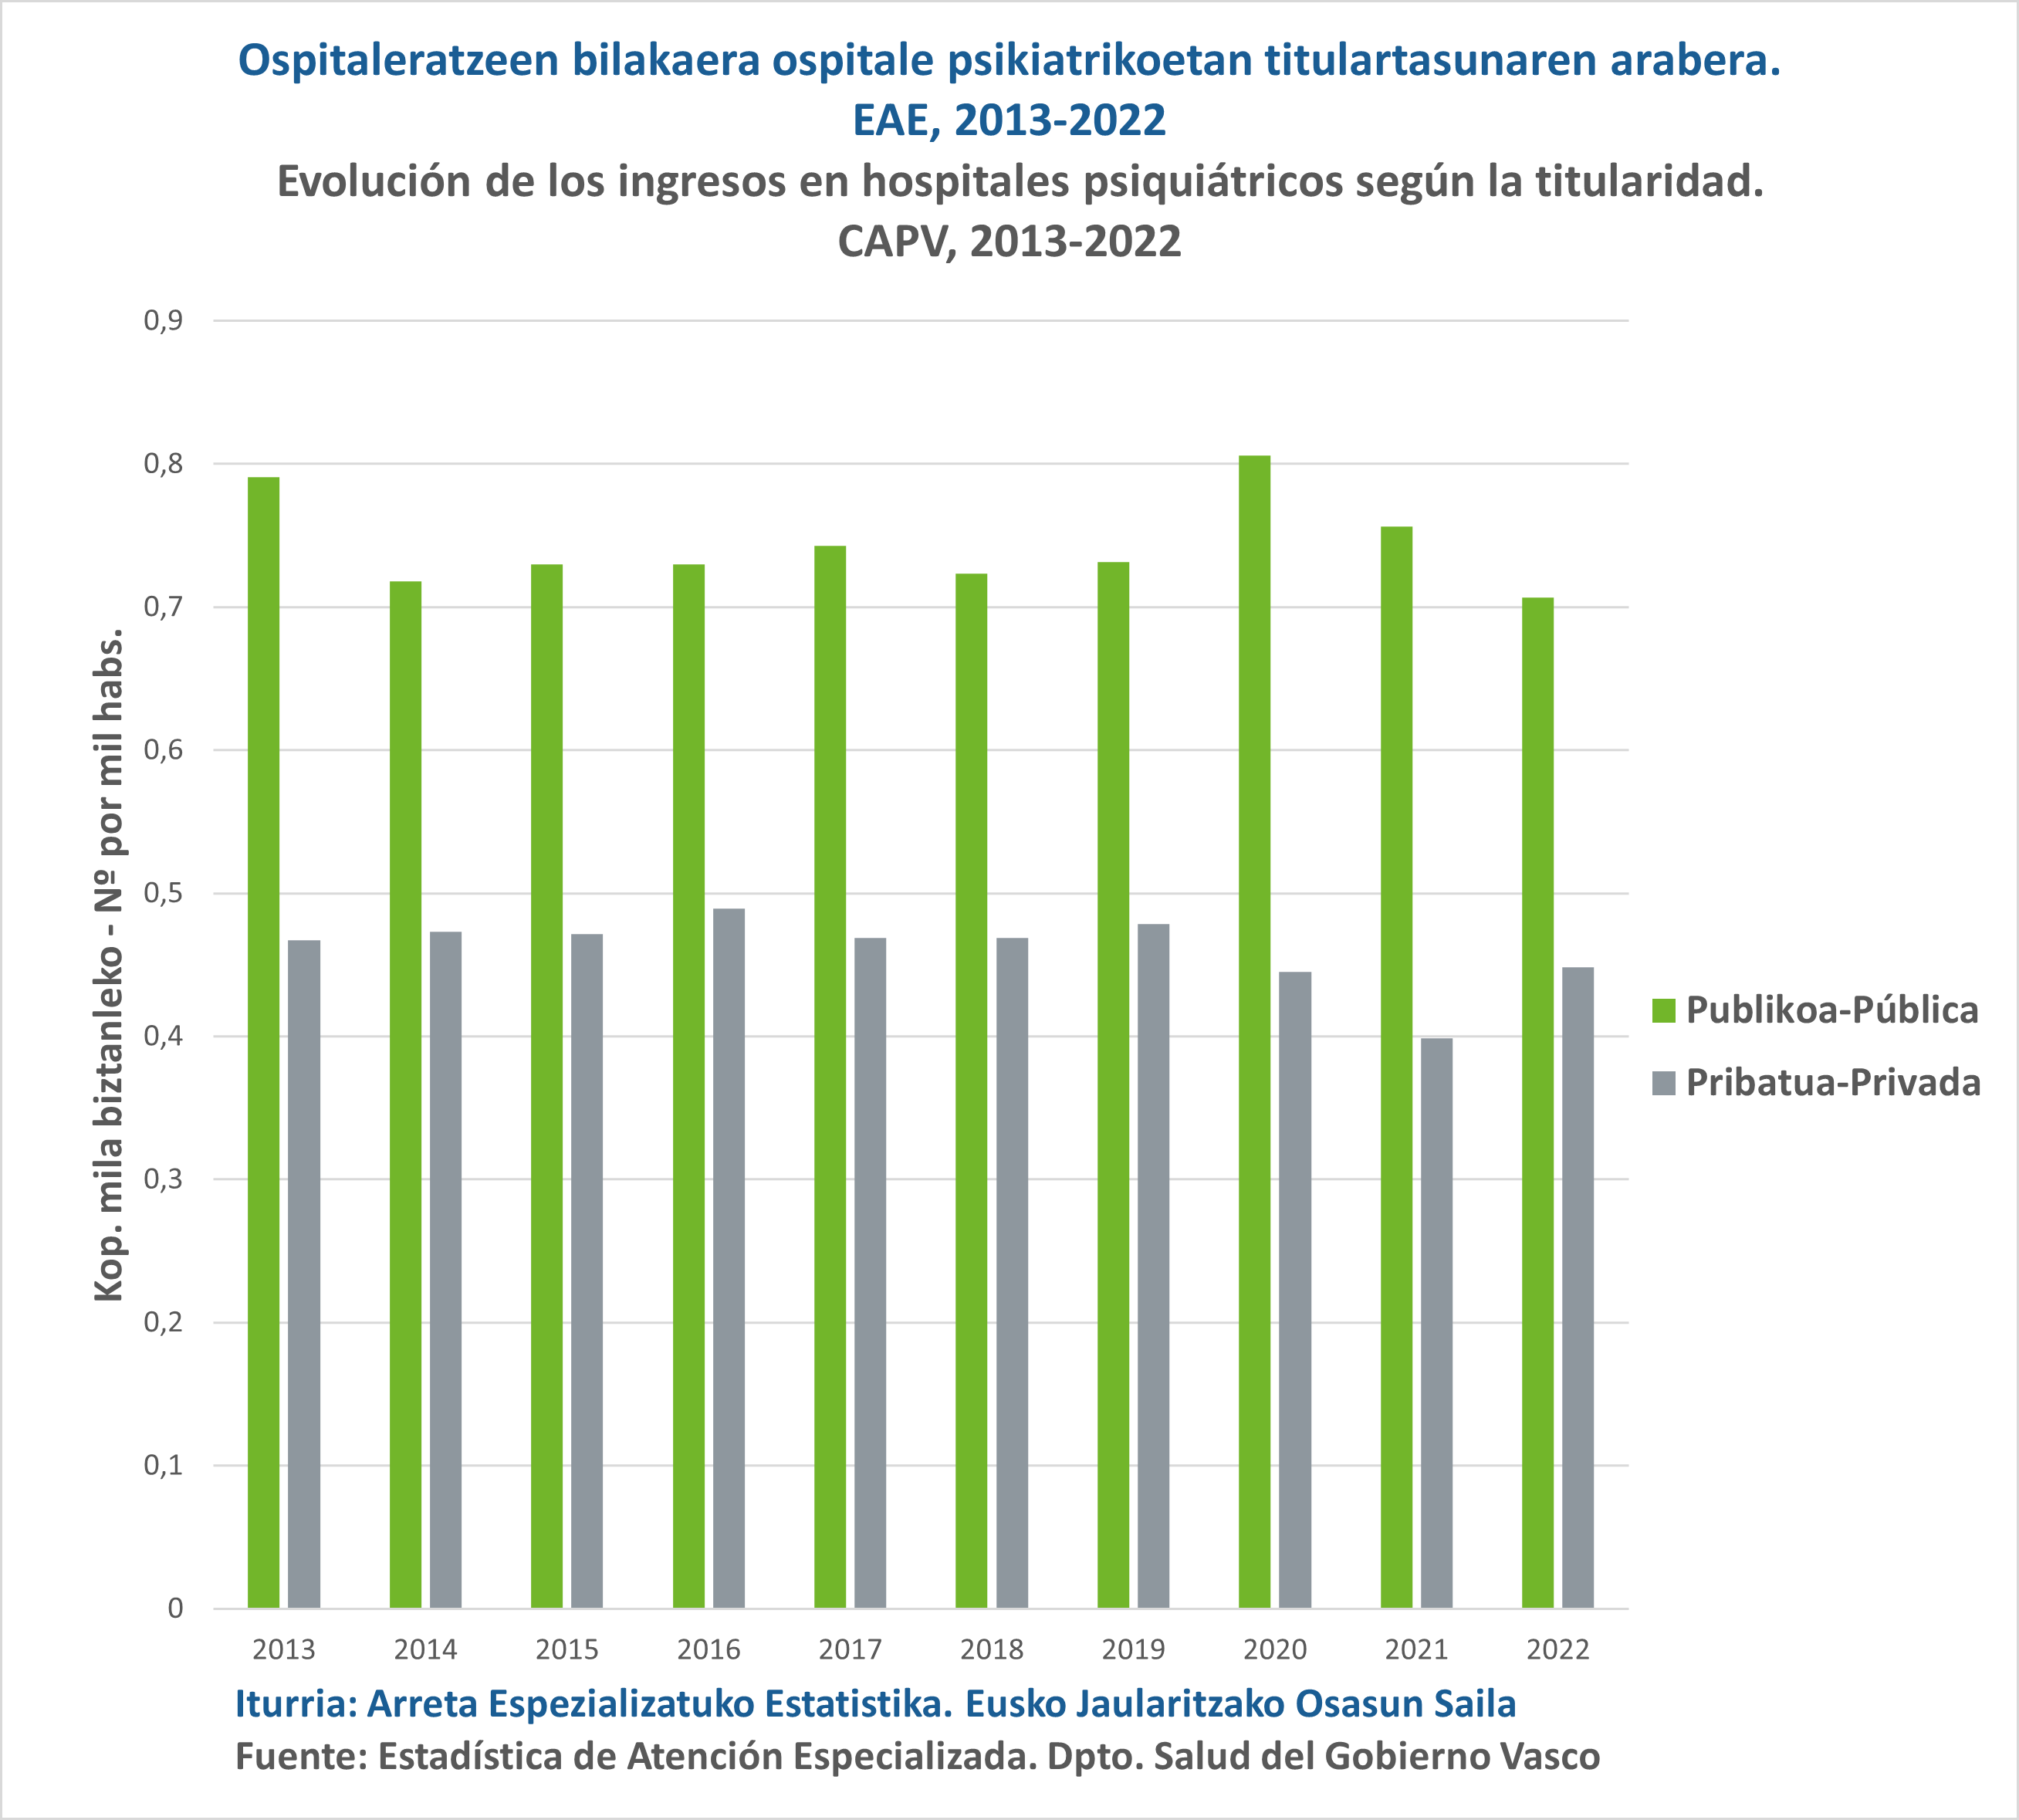 Ospitaleratzeen bilakaera ospitale psikiatrikoetan titulartasunaren arabera.
EAE, 2013-2022
Evolución de los ingresos en hospitales psiquiátricos según la titularidad.
CAPV, 2013-2022
0,9
0,8
0,7
0,6
0,5
0,4
0,3
0,2
0,1
0
Kop. mila biztanleko - Nº por mil habs.
Publikoa-Pública
Pribatua-Privada
2013 2014 2015 2016 2017 2018 2019 2020 2021 2022
Iturria: Arreta Espezializatuko Estatistika. Eusko Jaularitzako Osasun Saila
Fuente: Estadística de Atención Especializada. Dpto. Salud del Gobierno Vasco